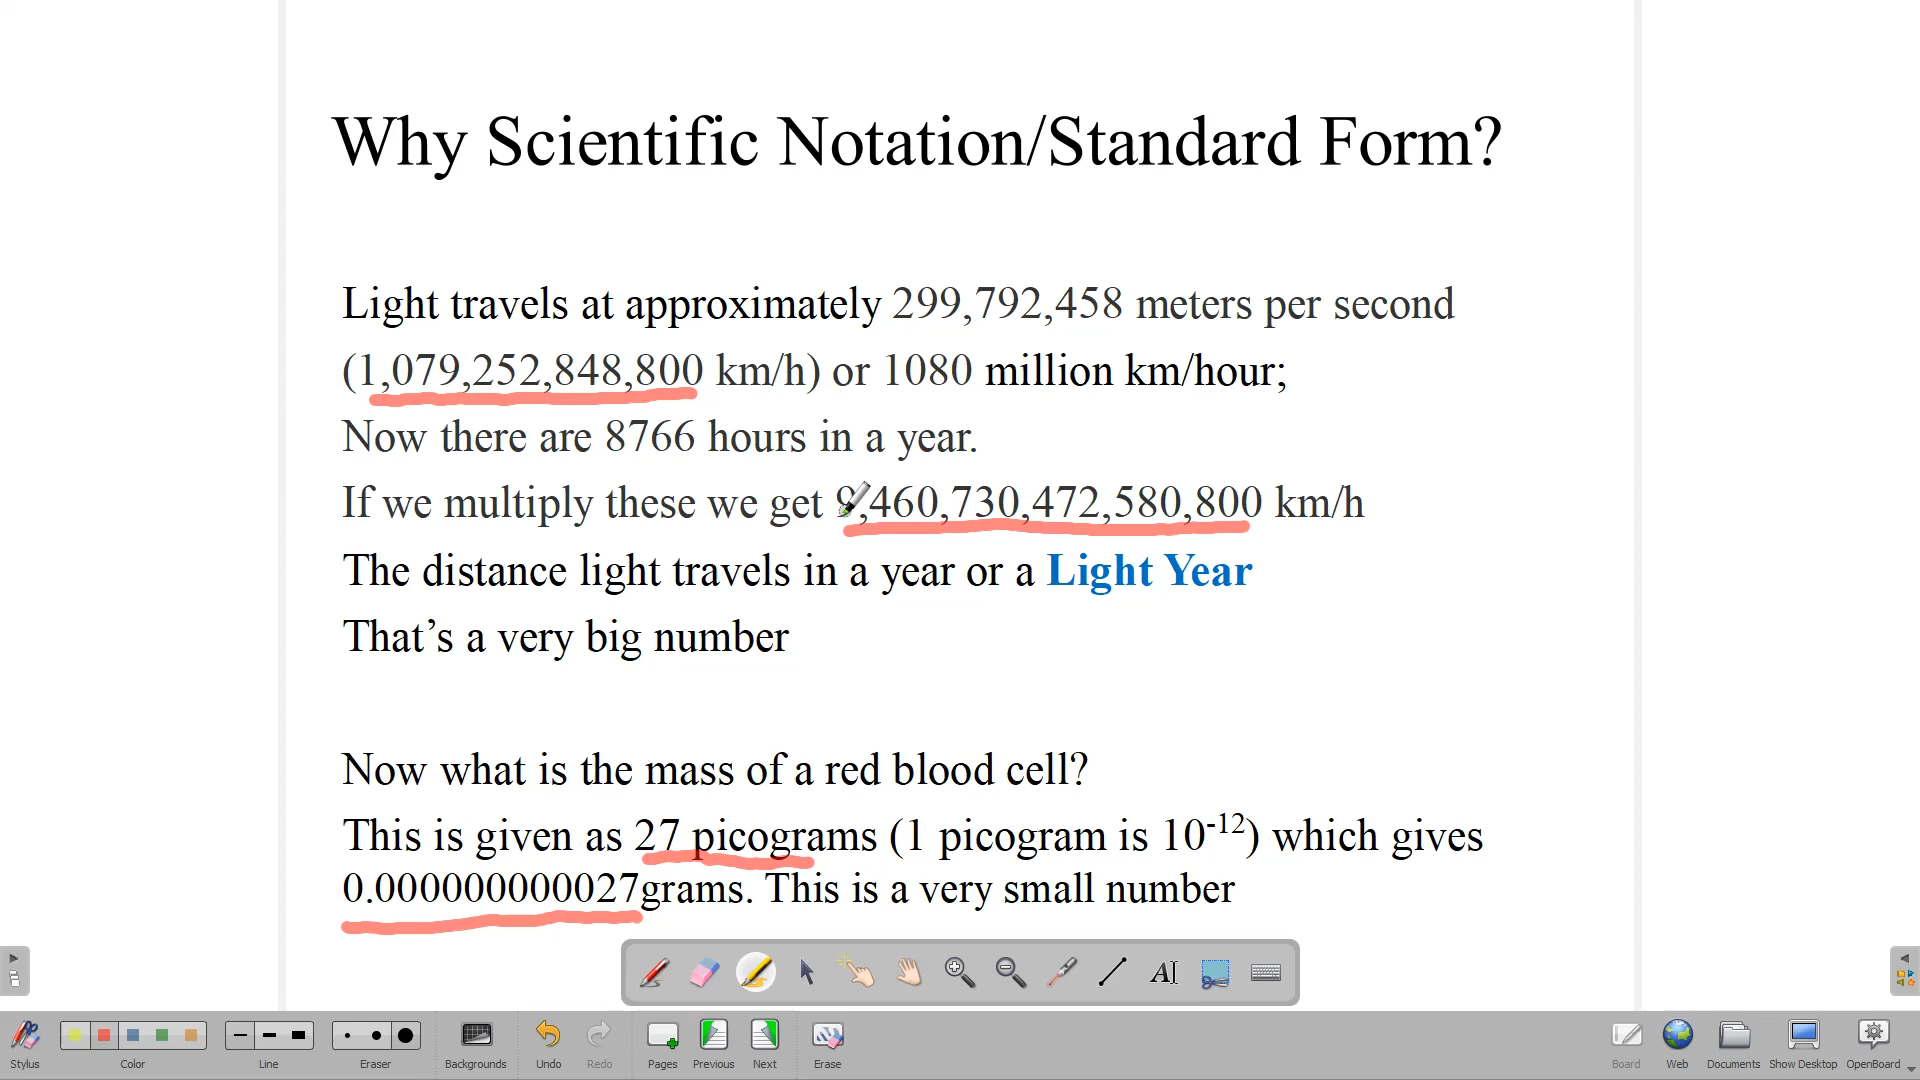 Why Scientific Notation/Standard Form?
Light travels at approximately 299,792,458 meters per second
(1,079,252,848,800 km/h) or 1080 million km/hour;
Now there are 8766 hours in a year.
If we multiply these we get 9,460,730,472,580,800 km/h
The distance light travels in a year or a Light Year
That’s a very big number
Now what is the mass of a red blood cell?
This is given as 27 picograms (1 picogram is 10⁻¹²) which gives
0.000000000027grams. This is a very small number
Stylus
Color
Line
Eraser
Backgrounds
Undo
Redo
Pages
Previous
Next
Erase
Board
Web
Documents
Show Desktop
OpenBoard